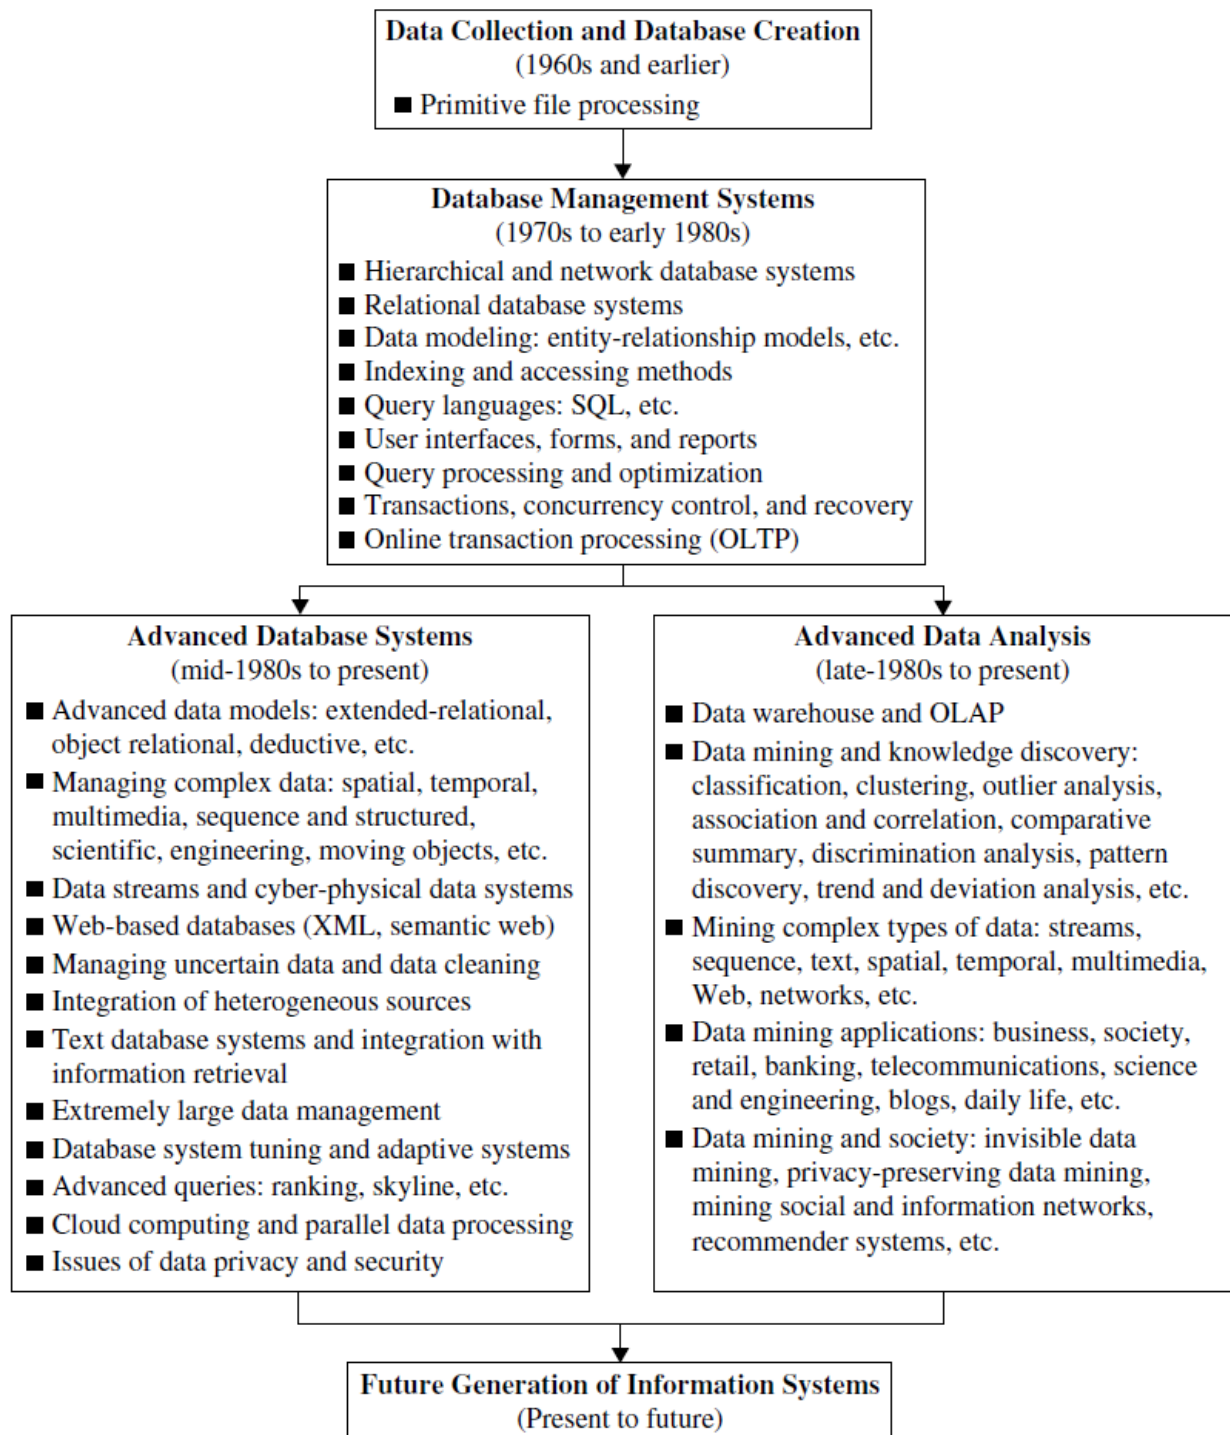 Data Collection and Database Creation
(1960s and earlier)
■ Primitive file processing
Database Management Systems
(1970s to early 1980s)
■ Hierarchical and network database systems
■ Relational database systems
■ Data modeling: entity-relationship models, etc.
■ Indexing and accessing methods
■ Query languages: SQL, etc.
■ User interfaces, forms, and reports
■ Query processing and optimization
■ Transactions, concurrency control, and recovery
■ Online transaction processing (OLTP)
Advanced Database Systems
(mid-1980s to present)
■ Advanced data models: extended-relational,
object relational, deductive, etc.
■ Managing complex data: spatial, temporal,
multimedia, sequence and structured,
scientific, engineering, moving objects, etc.
■ Data streams and cyber-physical data systems
■ Web-based databases (XML, semantic web)
■ Managing uncertain data and data cleaning
■ Integration of heterogeneous sources
■ Text database systems and integration with
information retrieval
■ Extremely large data management
■ Database system tuning and adaptive systems
■ Advanced queries: ranking, skyline, etc.
■ Cloud computing and parallel data processing
■ Issues of data privacy and security
Advanced Data Analysis
(late-1980s to present)
■ Data warehouse and OLAP
■ Data mining and knowledge discovery:
classification, clustering, outlier analysis,
association and correlation, comparative
summary, discrimination analysis, pattern
discovery, trend and deviation analysis, etc.
■ Mining complex types of data: streams,
sequence, text, spatial, temporal, multimedia,
Web, networks, etc.
■ Data mining applications: business, society,
retail, banking, telecommunications, science
and engineering, blogs, daily life, etc.
■ Data mining and society: invisible data
mining, privacy-preserving data mining,
mining social and information networks,
recommender systems, etc.
Future Generation of Information Systems
(Present to future)